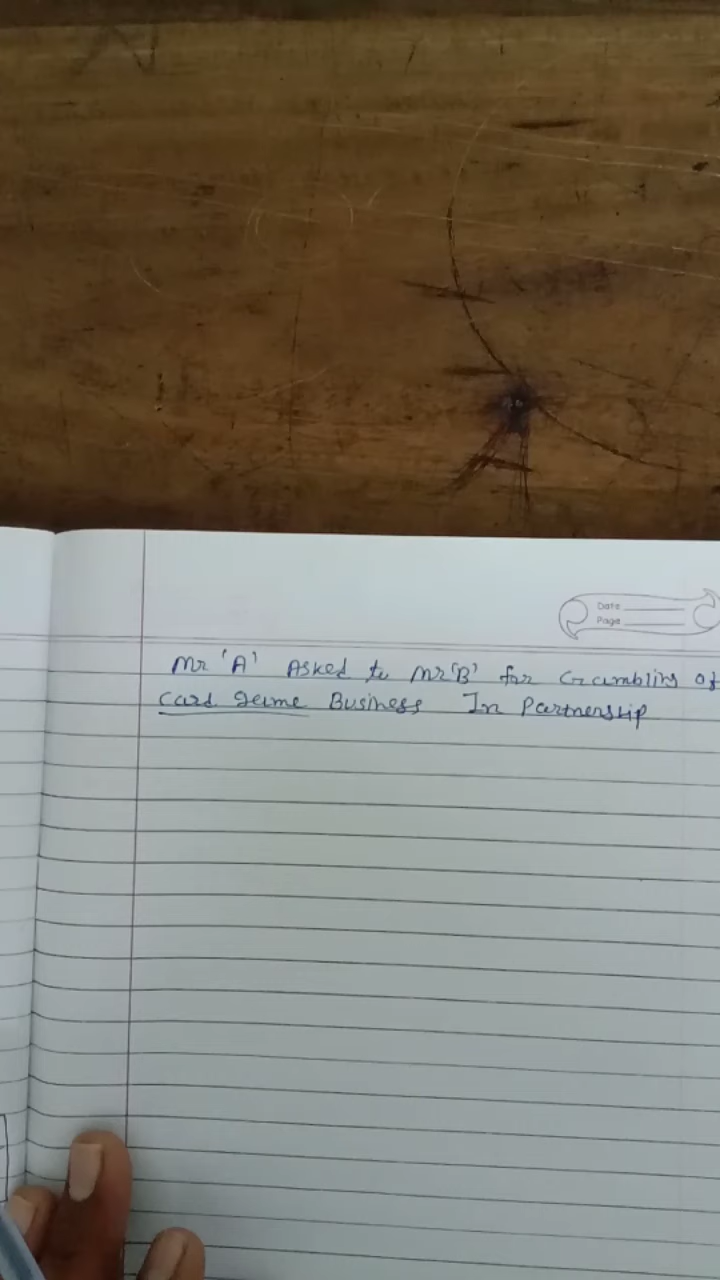 Date
Page
Mr 'A' Asked to Mr 'B' for Gambling of
Card Game Business In Partnership